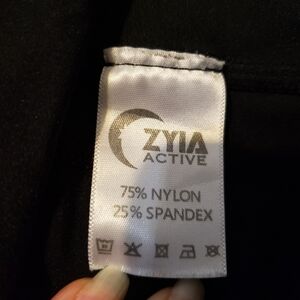 ZYIA
ACTIVE
75% NYLON
25% SPANDEX